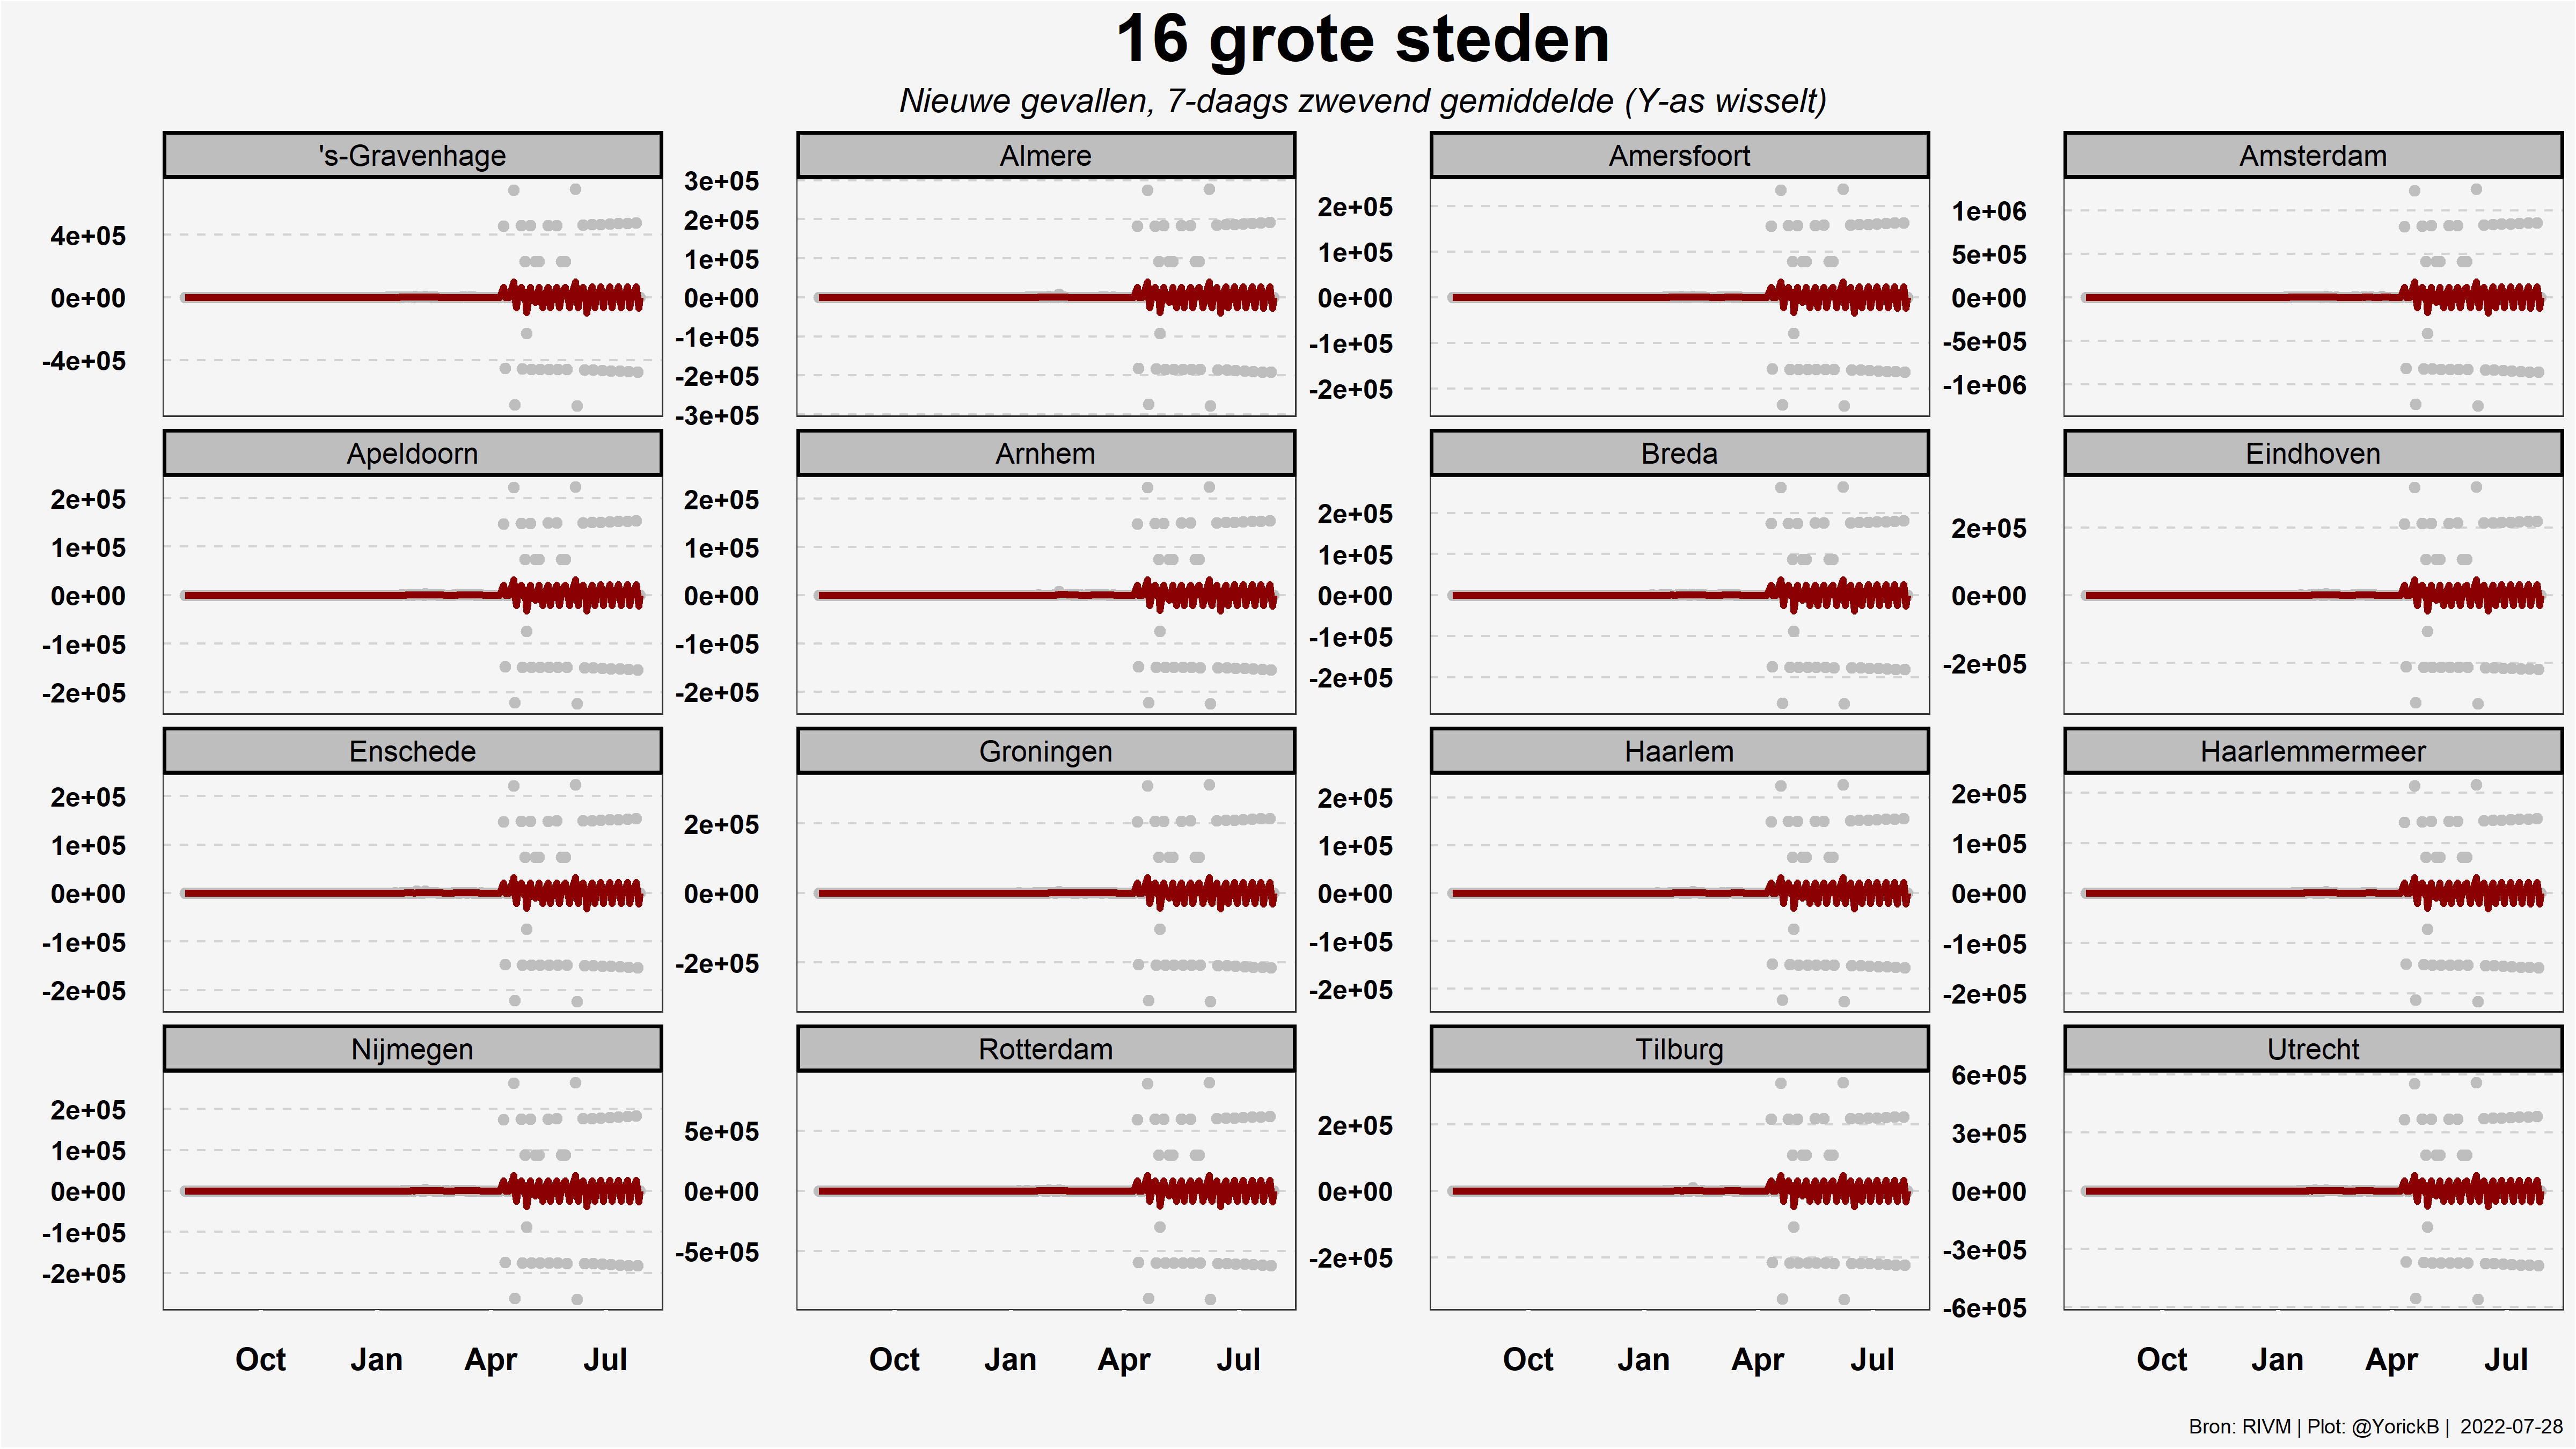 16 grote steden
Nieuwe gevallen, 7-daags zwevend gemiddelde (Y-as wisselt)
's-Gravenhage
Almere
Amersfoort
Amsterdam
4e+05
0e+00
-4e+05
3e+05
2e+05
1e+05
0e+00
-1e+05
-2e+05
-3e+05
2e+05
1e+05
0e+00
-1e+05
-2e+05
1e+06
5e+05
0e+00
-5e+05
-1e+06
Apeldoorn
Arnhem
Breda
Eindhoven
2e+05
1e+05
0e+00
-1e+05
-2e+05
2e+05
1e+05
0e+00
-1e+05
-2e+05
2e+05
1e+05
0e+00
-1e+05
-2e+05
2e+05
0e+00
-2e+05
Enschede
Groningen
Haarlem
Haarlemmermeer
2e+05
1e+05
0e+00
-1e+05
-2e+05
2e+05
0e+00
-2e+05
2e+05
1e+05
0e+00
-1e+05
-2e+05
2e+05
1e+05
0e+00
-1e+05
-2e+05
Nijmegen
Rotterdam
Tilburg
Utrecht
2e+05
1e+05
0e+00
-1e+05
-2e+05
5e+05
0e+00
-5e+05
2e+05
0e+00
-2e+05
6e+05
3e+05
0e+00
-3e+05
-6e+05
Oct Jan Apr Jul
Oct Jan Apr Jul
Oct Jan Apr Jul
Oct Jan Apr Jul
Bron: RIVM | Plot: @YorickB | 2022-07-28